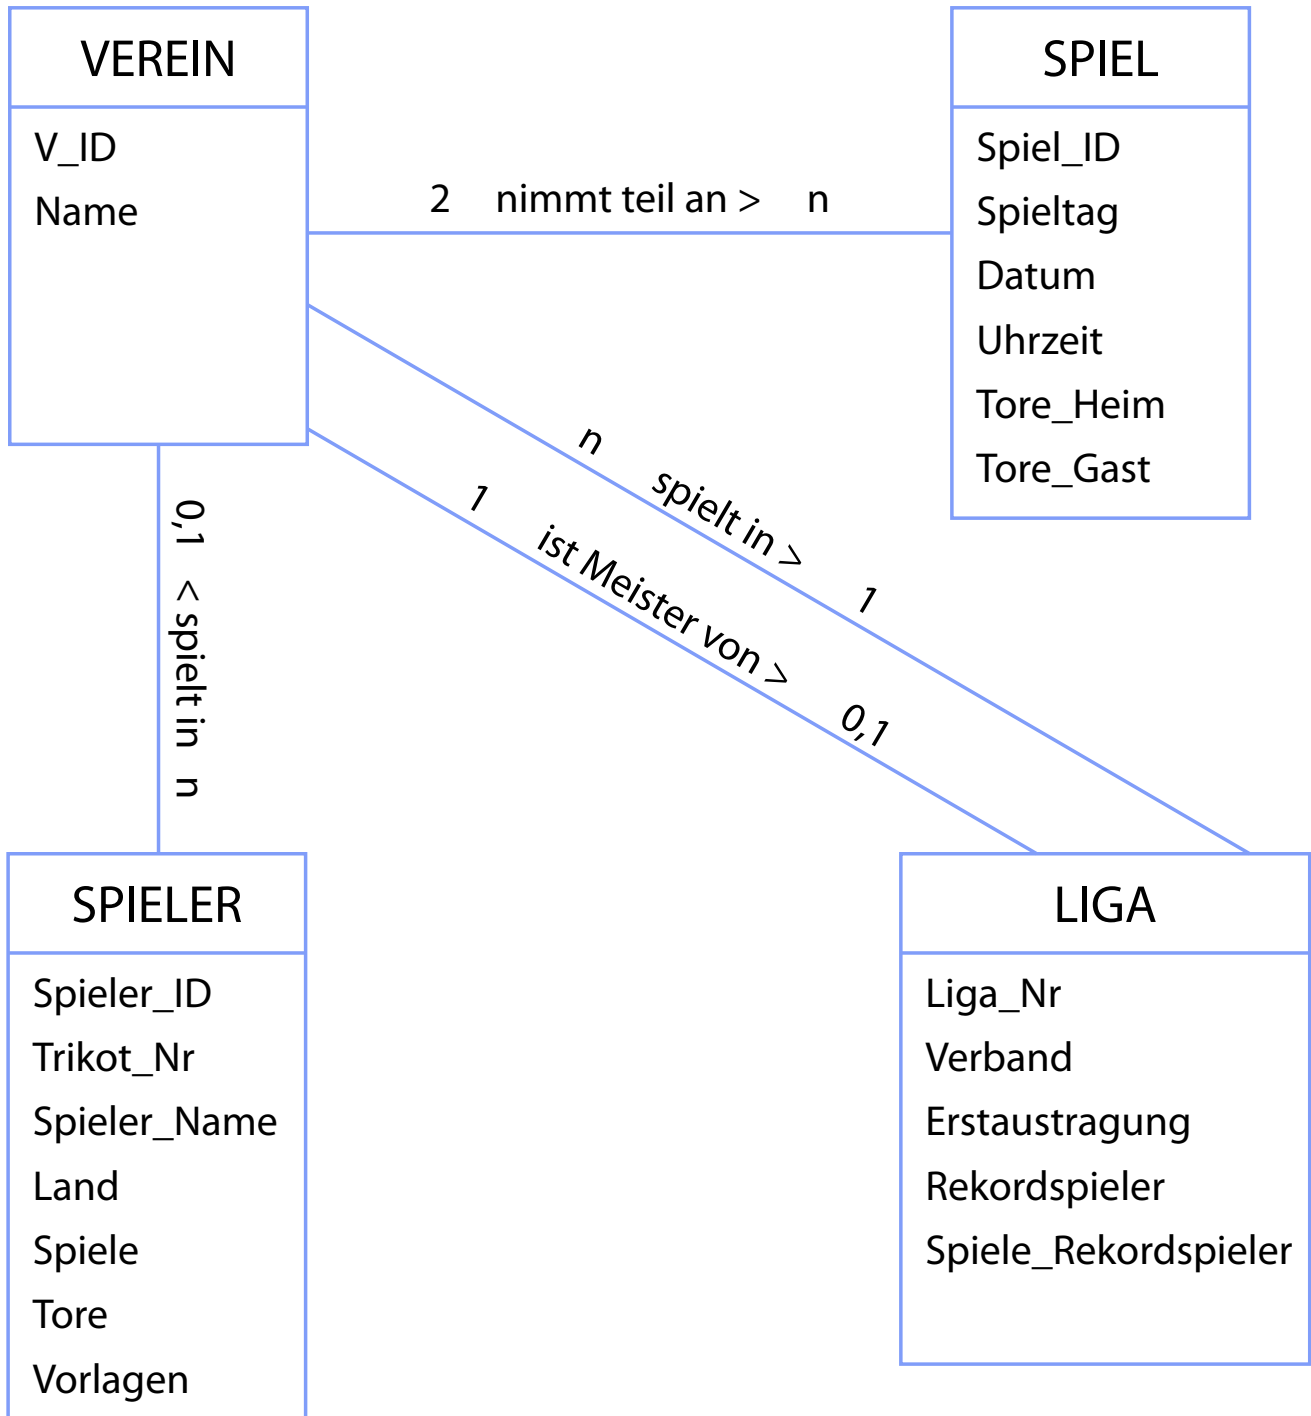 VEREIN
V_ID
Name
SPIEL
Spiel_ID
Spieltag
Datum
Uhrzeit
Tore_Heim
Tore_Gast
2 nimmt teil an > n
n spielt in > 1
1 ist Meister von > 0,1
0,1 < spielt in n
SPIELER
Spieler_ID
Trikot_Nr
Spieler_Name
Land
Spiele
Tore
Vorlagen
LIGA
Liga_Nr
Verband
Erstaustragung
Rekordspieler
Spiele_Rekordspieler